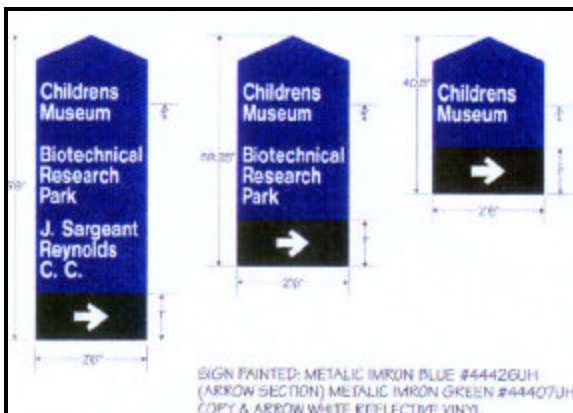 Childrens
Museum
Biotechnical
Research
Park
J. Sargeant
Reynolds
C. C.
2'6"
Childrens
Museum
Biotechnical
Research
Park
2'6"
Childrens
Museum
2'6"
SIGN PAINTED: METALIC IMRON BLUE #44426UH
(ARROW SECTION) METALIC IMRON GREEN #44407UH
COPY & ARROW WHITE REFLECTIVE VINYL